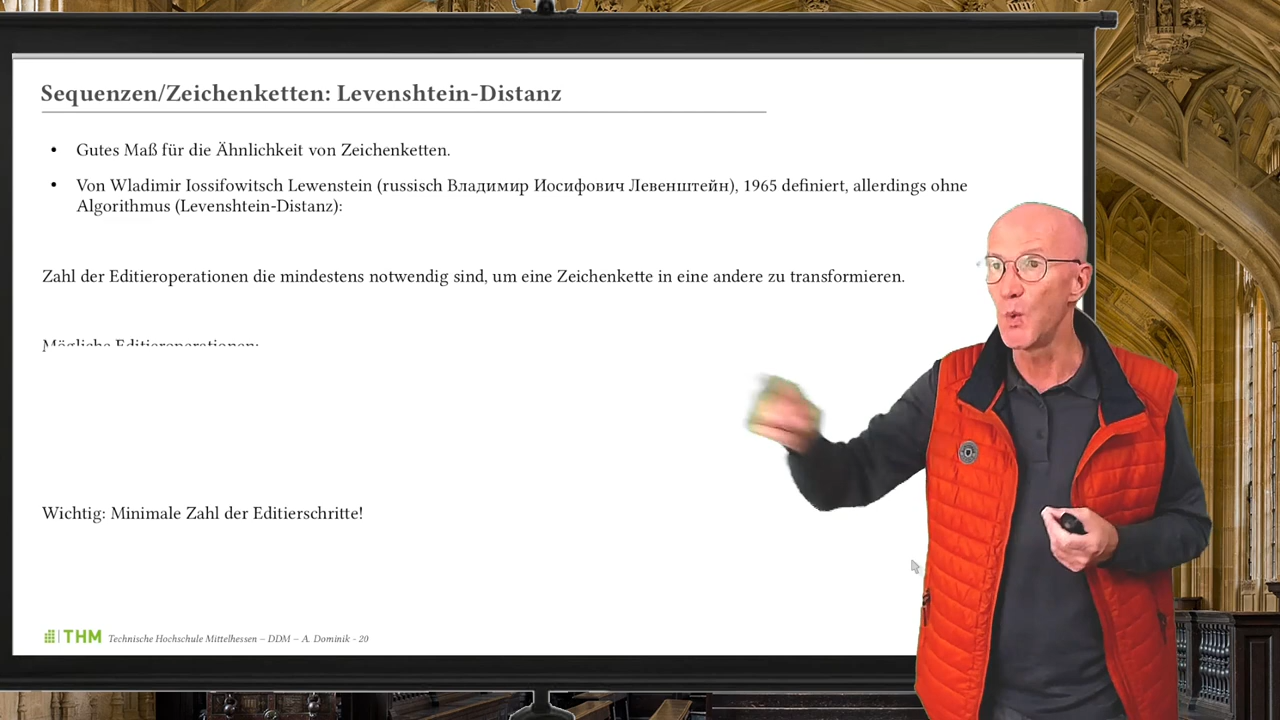 Sequenzen/Zeichenketten: Levenshtein-Distanz
• Gutes Maß für die Ähnlichkeit von Zeichenketten.
• Von Wladimir Iossifowitsch Lewenstein (russisch Владимир Иосифович Левенштейн), 1965 definiert, allerdings ohne
Algorithmus (Levenshtein-Distanz):
Zahl der Editieroperationen die mindestens notwendig sind, um eine Zeichenkette in eine andere zu transformieren.
Mögliche Editieroperationen:
Wichtig: Minimale Zahl der Editierschritte!
THM Technische Hochschule Mittelhessen – DDM – A. Dominik - 20